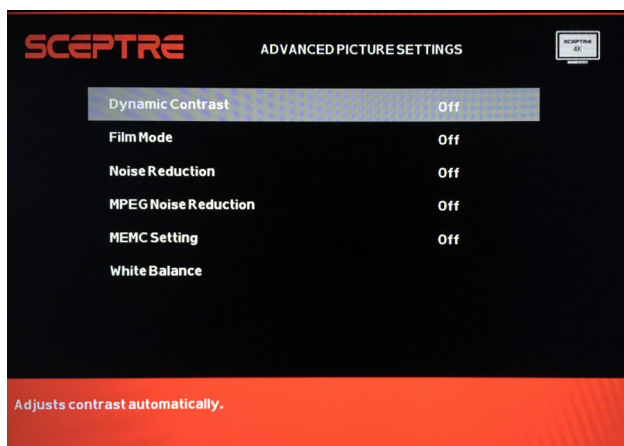 SCEPTRE
ADVANCED PICTURE SETTINGS
SCEPTRE
4K
Dynamic Contrast Off
Film Mode Off
Noise Reduction Off
MPEG Noise Reduction Off
MEMC Setting Off
White Balance
Adjusts contrast automatically.